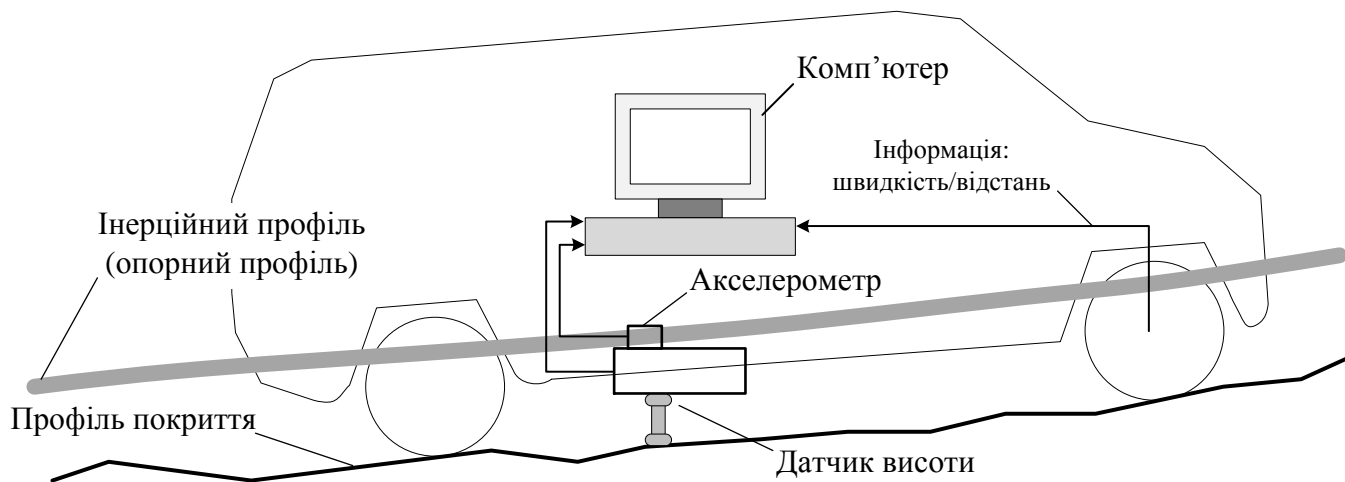 Комп’ютер
Інформація:
швидкість/відстань
Інерційний профіль
(опорний профіль)
Акселерометр
Профіль покриття
Датчик висоти